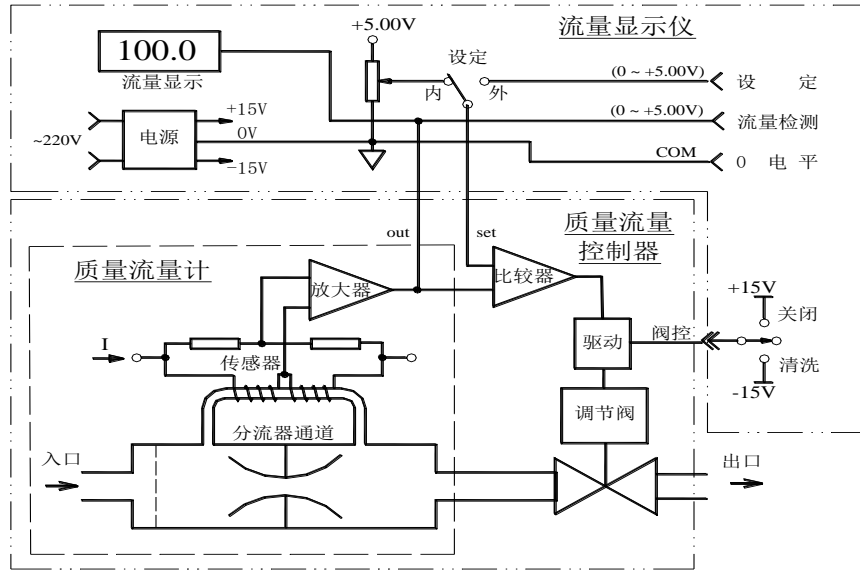 +5.00V
流量显示仪
100.0
设定
流量显示
内
外
(0 ~ +5.00V)
设 定
+15V
(0 ~ +5.00V)
流量检测
~220V
电源
0V
COM
0 电 平
-15V
out
set
质量流量
控制器
质量流量计
放大器
比较器
+15V
关闭
I
传感器
驱动
阀控
清洗
-15V
调节阀
分流器通道
入口
出口